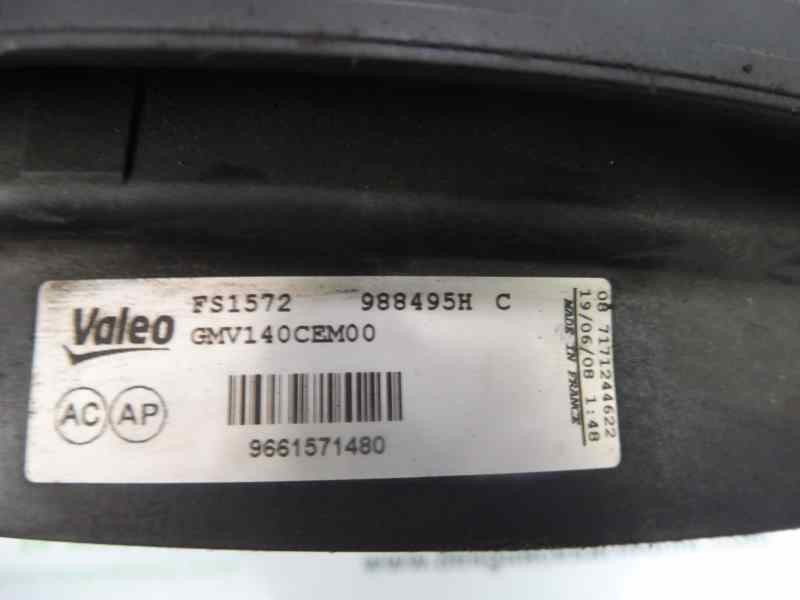 Valeo
FS1572 988495H C
GMV140CEM00
AC AP
9661571480
MADE IN FRANCE
19/06/08 1:48
08 7171244622